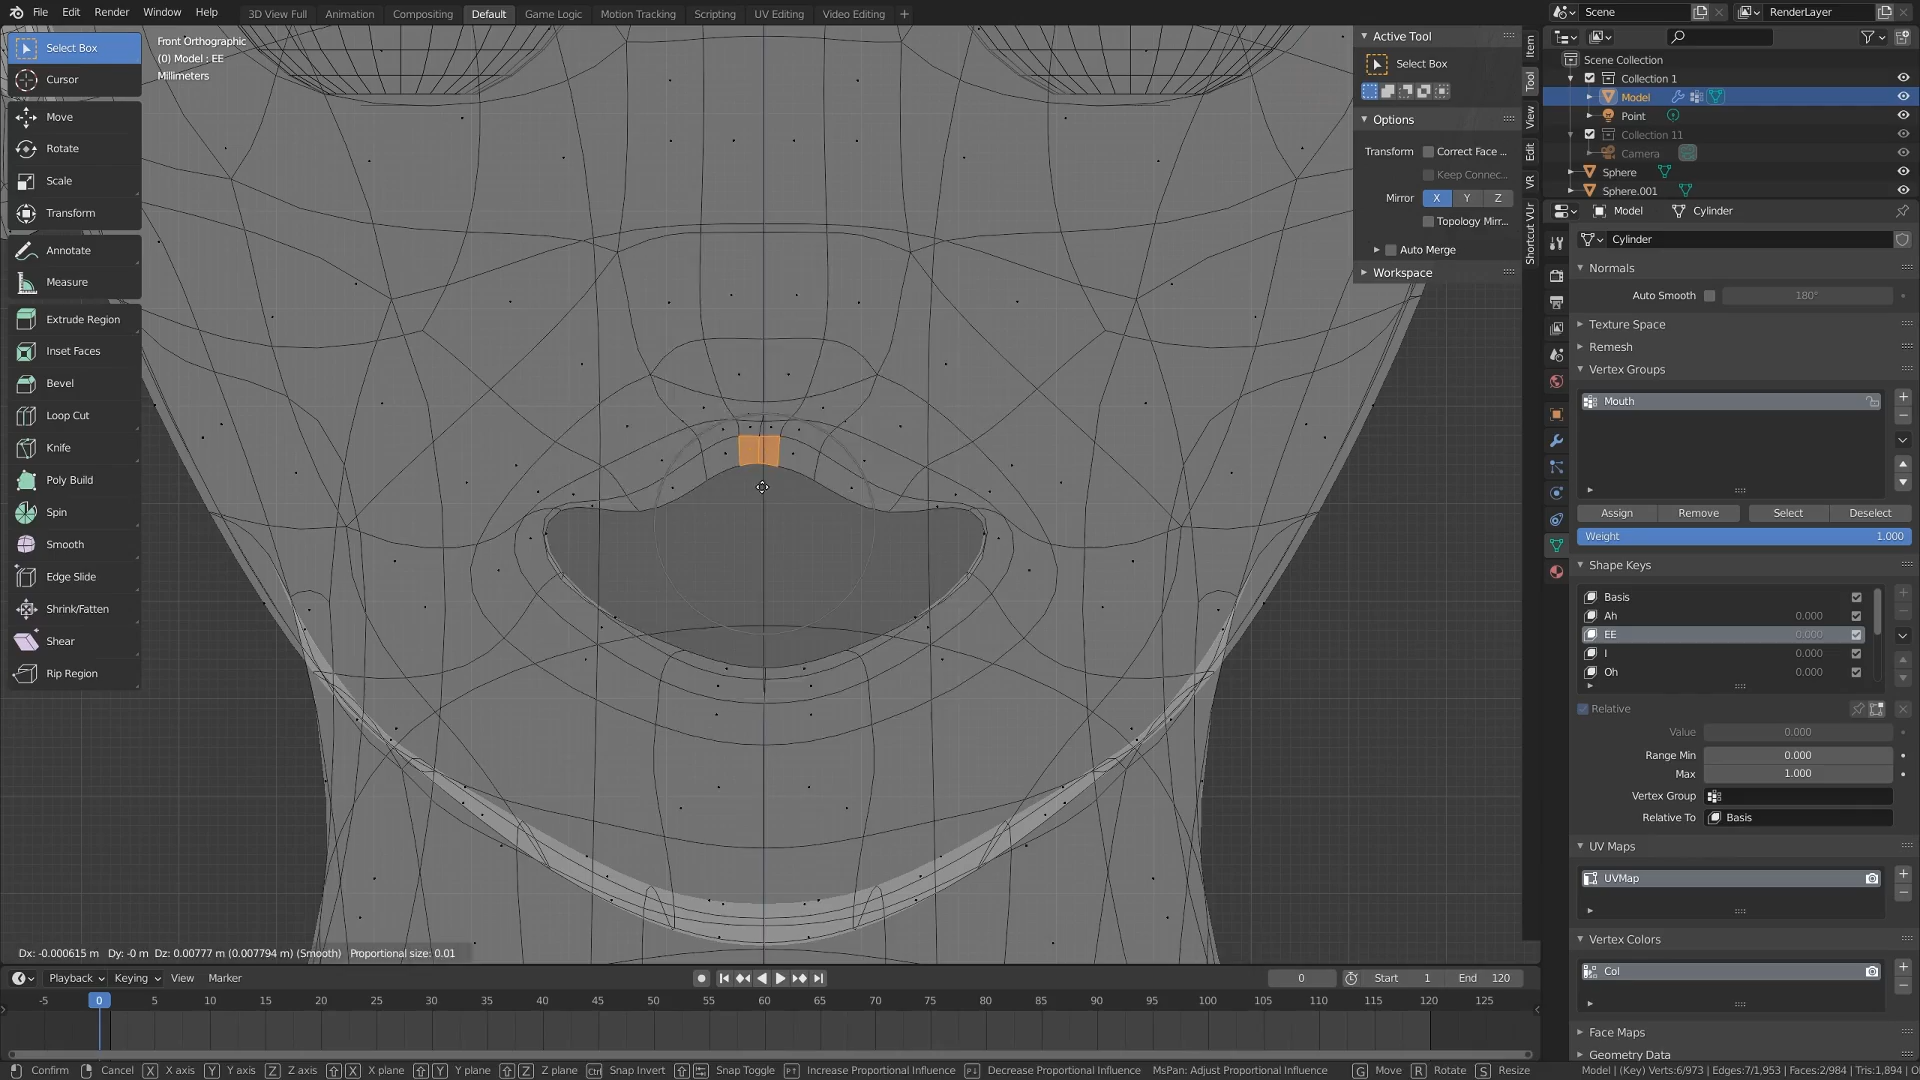 File Edit Render Window Help
3D View Full Animation Compositing Default Game Logic Motion Tracking Scripting UV Editing Video Editing
Scene RenderLayer
Select Box
Cursor
Move
Rotate
Scale
Transform
Annotate
Measure
Extrude Region
Inset Faces
Bevel
Loop Cut
Knife
Poly Build
Spin
Smooth
Edge Slide
Shrink/Fatten
Shear
Rip Region
Front Orthographic
(0) Model : EE
Millimeters
Active Tool
Select Box
Options
Transform Correct Face ...
Keep Connec...
Mirror X Y Z
Topology Mirr...
Auto Merge
Workspace
Item
Tool
View
Edit
VR
Shortcut VUr
Scene Collection
Collection 1
Model
Point
Collection 11
Camera
Sphere
Sphere.001
Model Cylinder
Cylinder
Normals
Auto Smooth 180°
Texture Space
Remesh
Vertex Groups
Mouth
Assign Remove Select Deselect
Weight 1.000
Shape Keys
Basis
Ah 0.000
EE 0.000
I 0.000
Oh 0.000
Relative
Value 0.000
Range Min 0.000
Max 1.000
Vertex Group
Relative To Basis
UV Maps
UVMap
Vertex Colors
Col
Face Maps
Geometry Data
Dx: -0.000615 m Dy: -0 m Dz: 0.00777 m (0.007794 m) (Smooth) Proportional size: 0.01
Playback Keying View Marker
0 Start 1 End 120
-5 0 5 10 15 20 25 30 35 40 45 50 55 60 65 70 75 80 85 90 95 100 105 110 115 120 125
Confirm Cancel X X axis Y Y axis Z Z axis X X plane Y Y plane Z Z plane Ctrl Snap Invert Snap Toggle Increase Proportional Influence Decrease Proportional Influence MsPan: Adjust Proportional Influence G Move R Rotate S Resize
Model | (Key) Verts:6/973 | Edges:7/1,953 | Faces:2/984 | Tris:1,894 | O